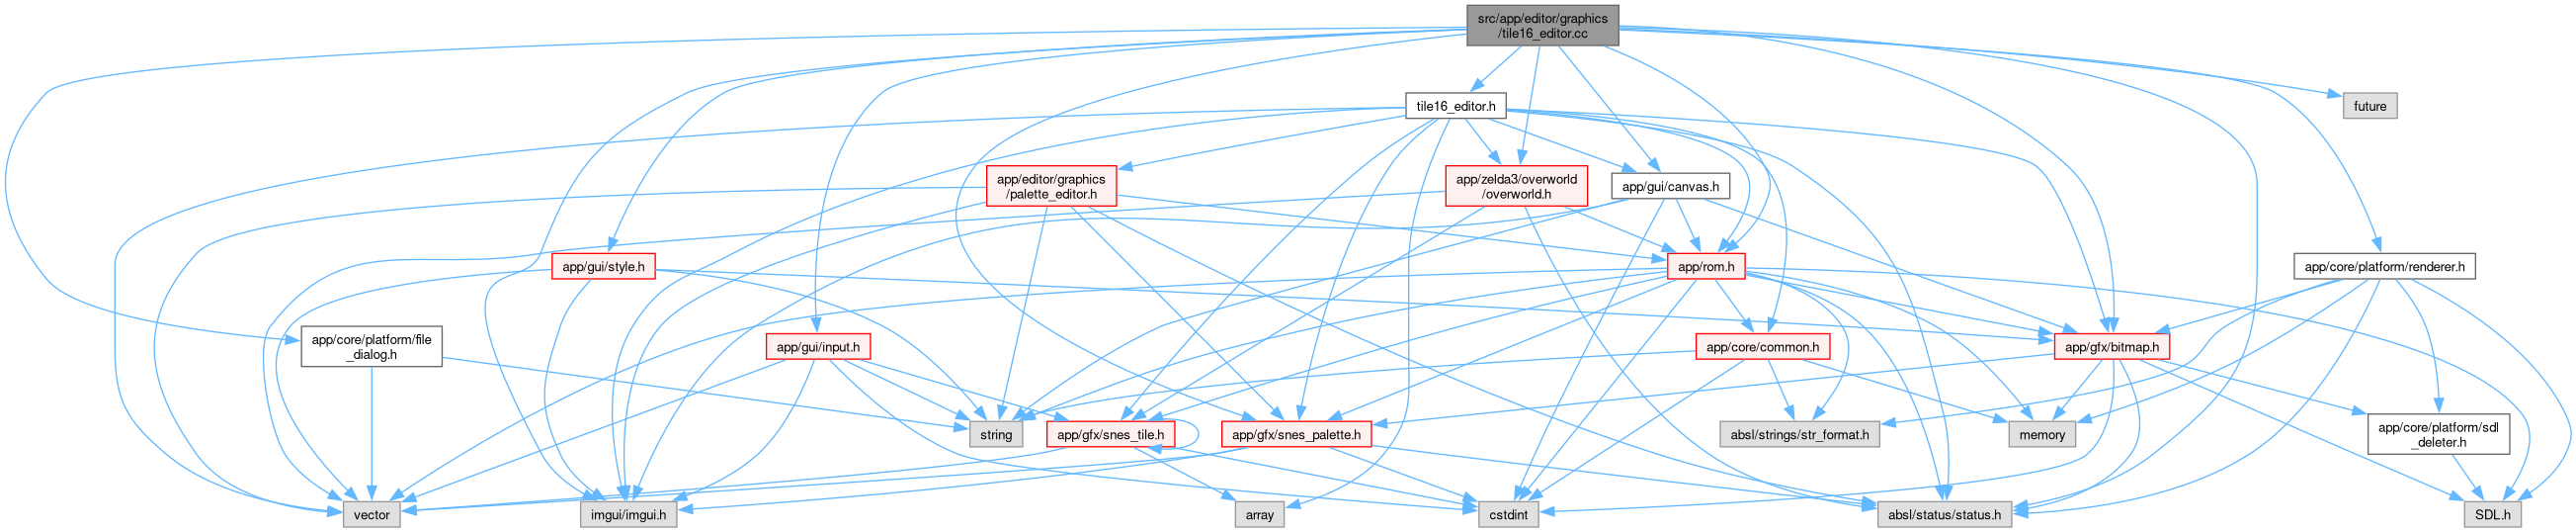 src/app/editor/graphics
/tile16_editor.cc
tile16_editor.h
future
app/editor/graphics
/palette_editor.h
app/zelda3/overworld
/overworld.h
app/gui/canvas.h
app/gui/style.h
app/rom.h
app/core/platform/renderer.h
app/core/platform/file
_dialog.h
app/gui/input.h
app/core/common.h
app/gfx/bitmap.h
string
app/gfx/snes_tile.h
app/gfx/snes_palette.h
absl/strings/str_format.h
memory
app/core/platform/sdl
_deleter.h
vector
imgui/imgui.h
array
cstdint
absl/status/status.h
SDL.h